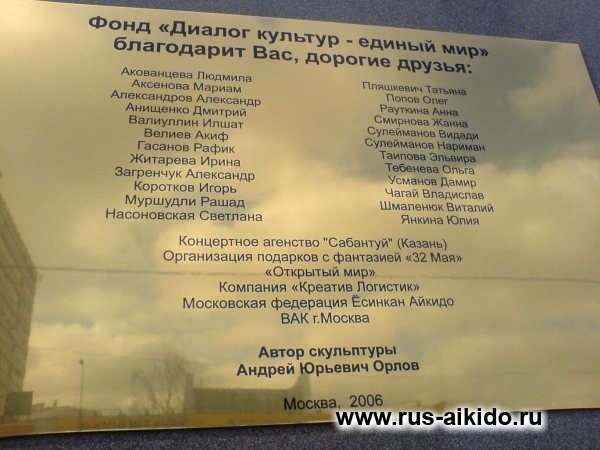 Фонд «Диалог культур - единый мир»
благодарит Вас, дорогие друзья:
Акованцева Людмила
Аксенова Мариам
Александров Александр
Анищенко Дмитрий
Валиуллин Илшат
Велиев Акиф
Гасанов Рафик
Житарева Ирина
Загренчук Александр
Коротков Игорь
Муршудли Рашад
Насоновская Светлана
Пляшкевич Татьяна
Попов Олег
Рауткина Анна
Смирнова Жанна
Сулейманов Видади
Сулейманов Нариман
Таипова Эльвира
Тебенева Ольга
Усманов Дамир
Чагай Владислав
Шмаленюк Виталий
Янкина Юлия
Концертное агенство "Сабантуй" (Казань)
Организация подарков с фантазией «32 Мая»
«Открытый мир»
Компания «Креатив Логистик»
Московская федерация Ёсинкан Айкидо
ВАК г.Москва
Автор скульптуры
Андрей Юрьевич Орлов
Москва, 2006
www.rus-aikido.ru